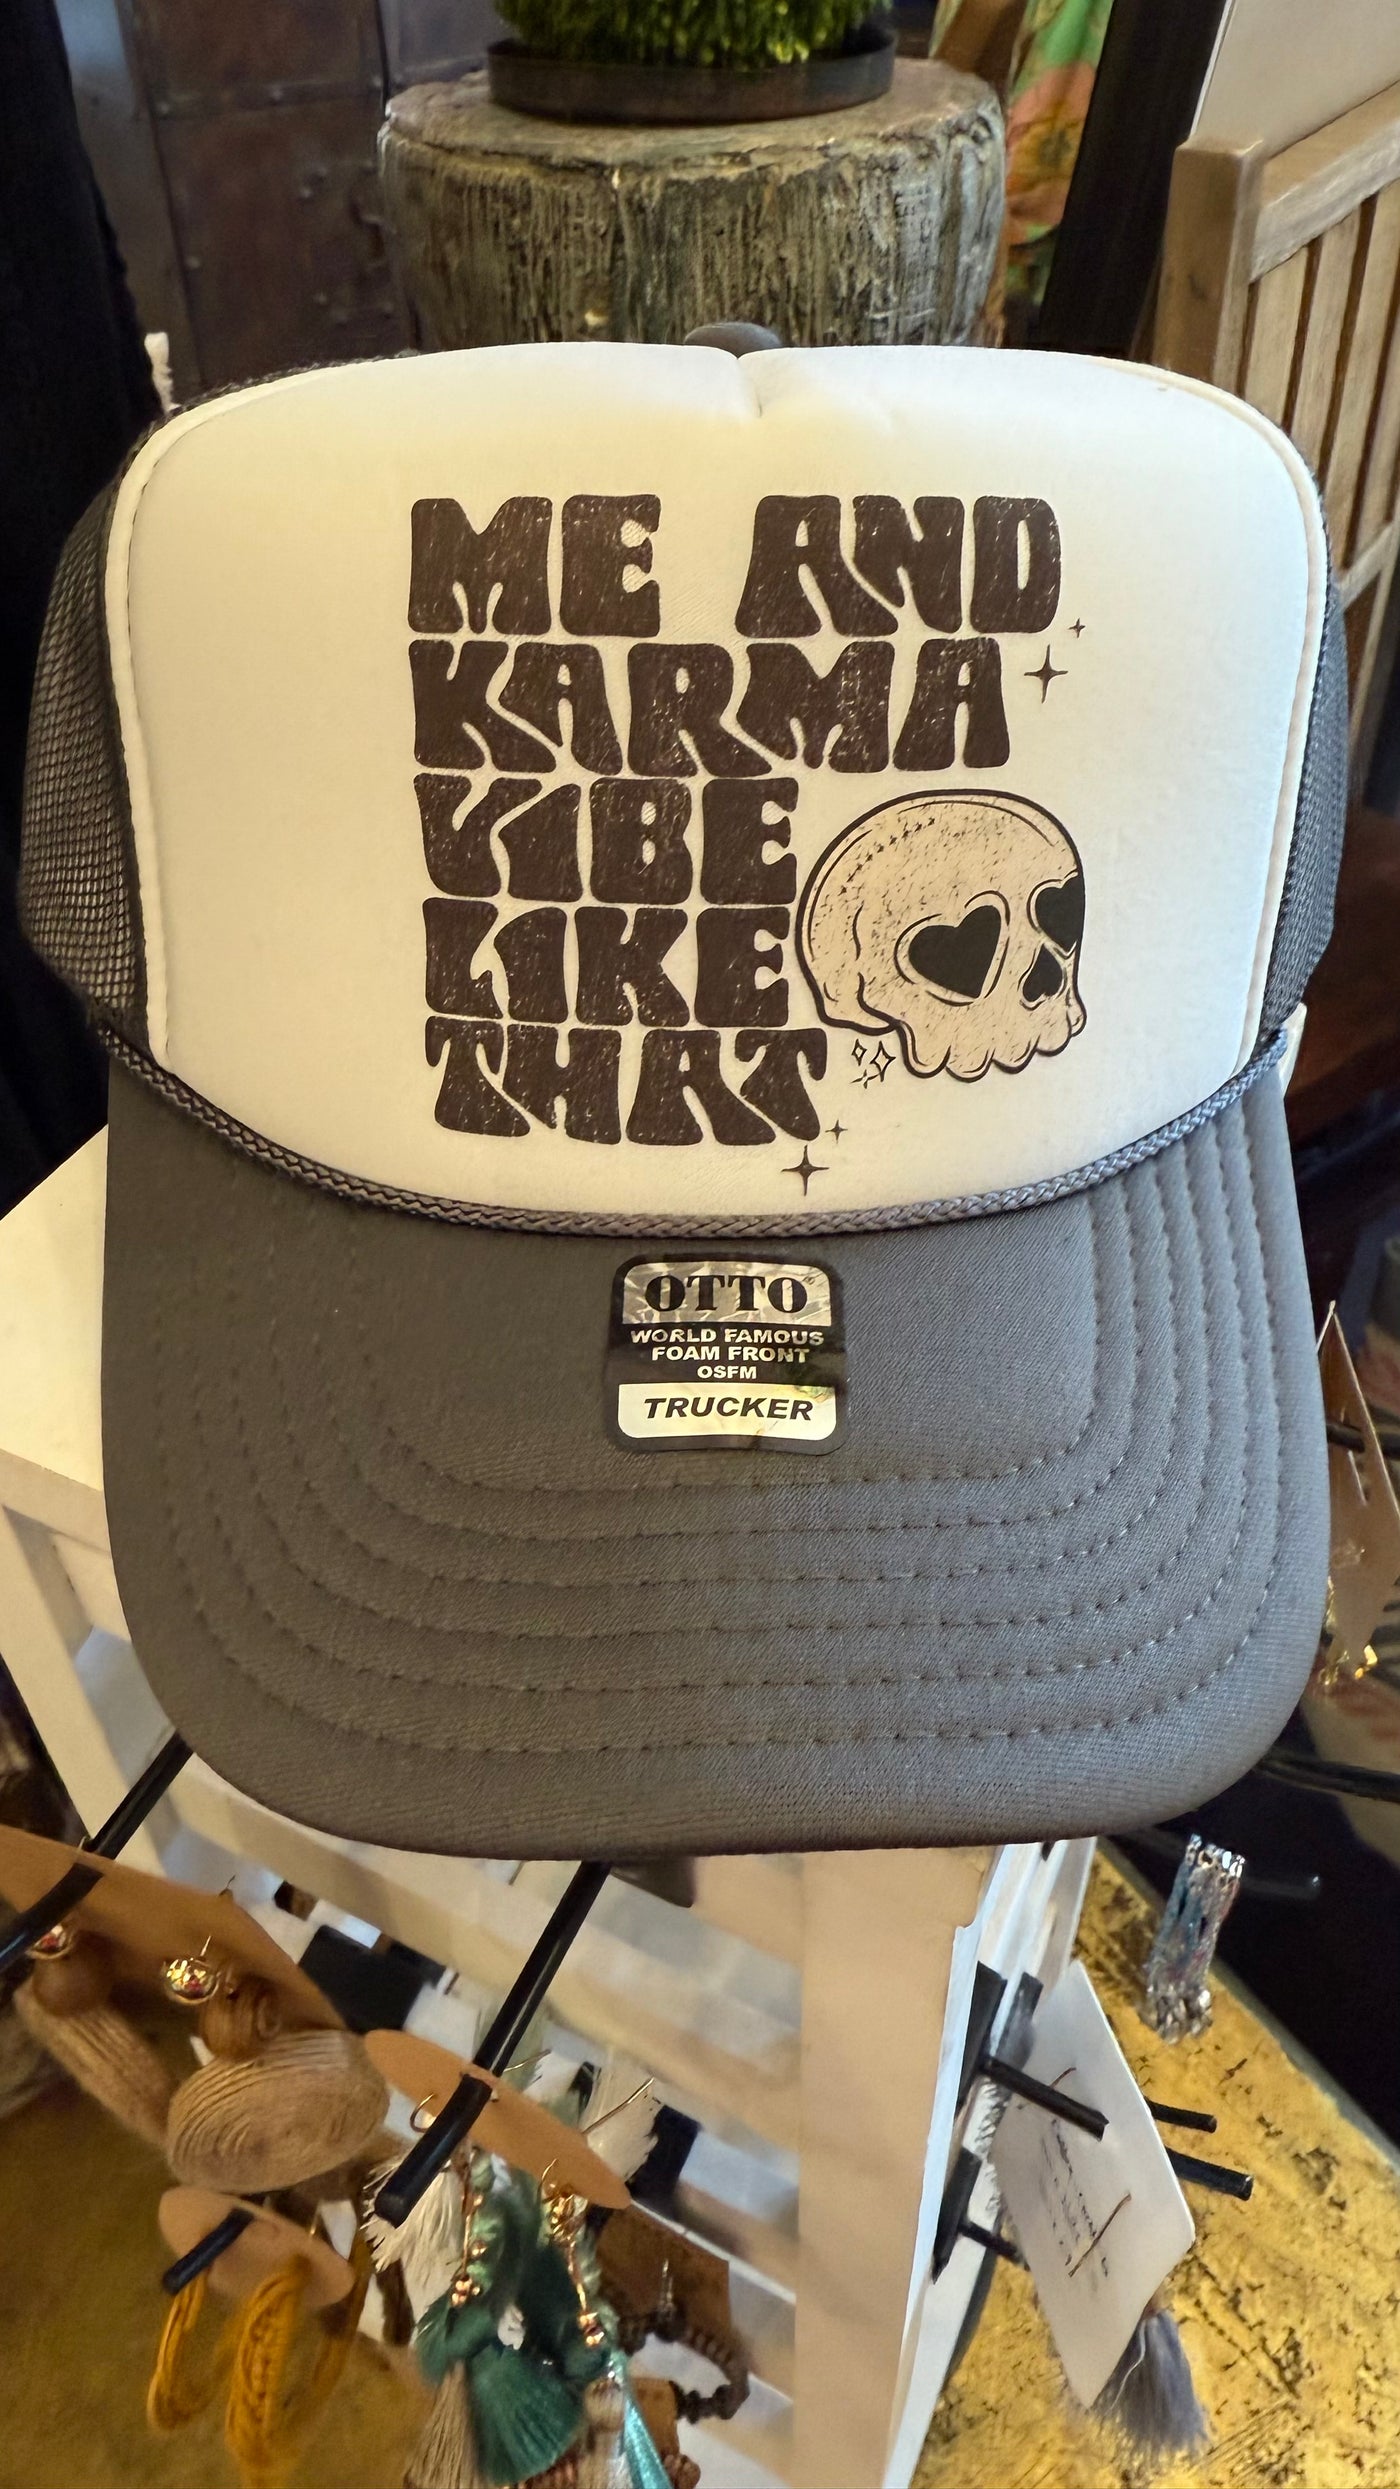 ME AND
KARMA
VIBE
LIKE
THAT
OTTO®
WORLD FAMOUS
FOAM FRONT
OSFM
TRUCKER